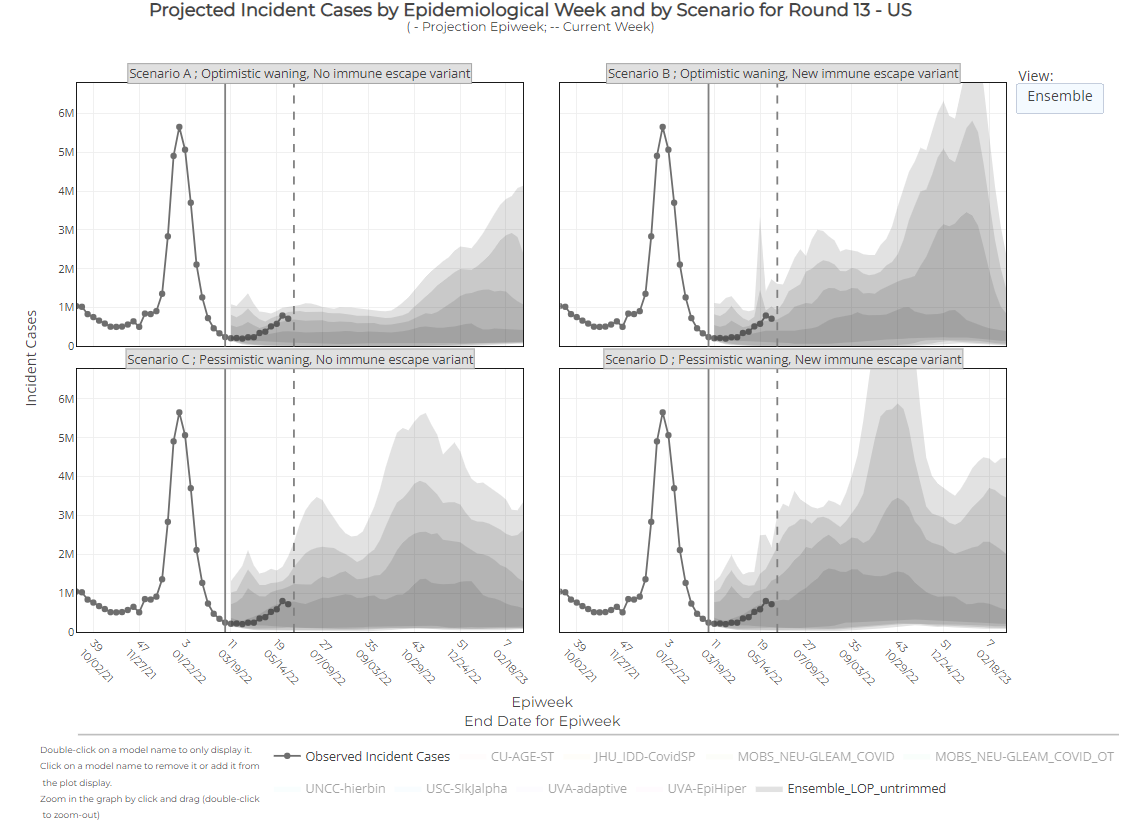 Projected Incident Cases by Epidemiological Week and by Scenario for Round 13 - US
( - Projection Epiweek; -- Current Week)
Scenario A ; Optimistic waning, No immune escape variant
Scenario B ; Optimistic waning, New immune escape variant
View:
Ensemble
6M
5M
4M
3M
2M
1M
0
Scenario C ; Pessimistic waning, No immune escape variant
Scenario D ; Pessimistic waning, New immune escape variant
Incident Cases
6M
5M
4M
3M
2M
1M
0
39
10/02/21
47
11/27/21
3
01/22/22
11
03/19/22
19
05/14/22
27
07/09/22
35
09/03/22
43
10/29/22
51
12/24/22
7
02/18/23
39
10/02/21
47
11/27/21
3
01/22/22
11
03/19/22
19
05/14/22
27
07/09/22
35
09/03/22
43
10/29/22
51
12/24/22
7
02/18/23
Epiweek
End Date for Epiweek
Double-click on a model name to only display it.
Click on a model name to remove it or add it from
the plot display.
Zoom in the graph by click and drag (double-click
to zoom-out)
Observed Incident Cases
CU-AGE-ST
JHU_IDD-CovidSP
MOBS_NEU-GLEAM_COVID
MOBS_NEU-GLEAM_COVID_OT
UNCC-hierbin
USC-SIkJalpha
UVA-adaptive
UVA-EpiHiper
Ensemble_LOP_untrimmed